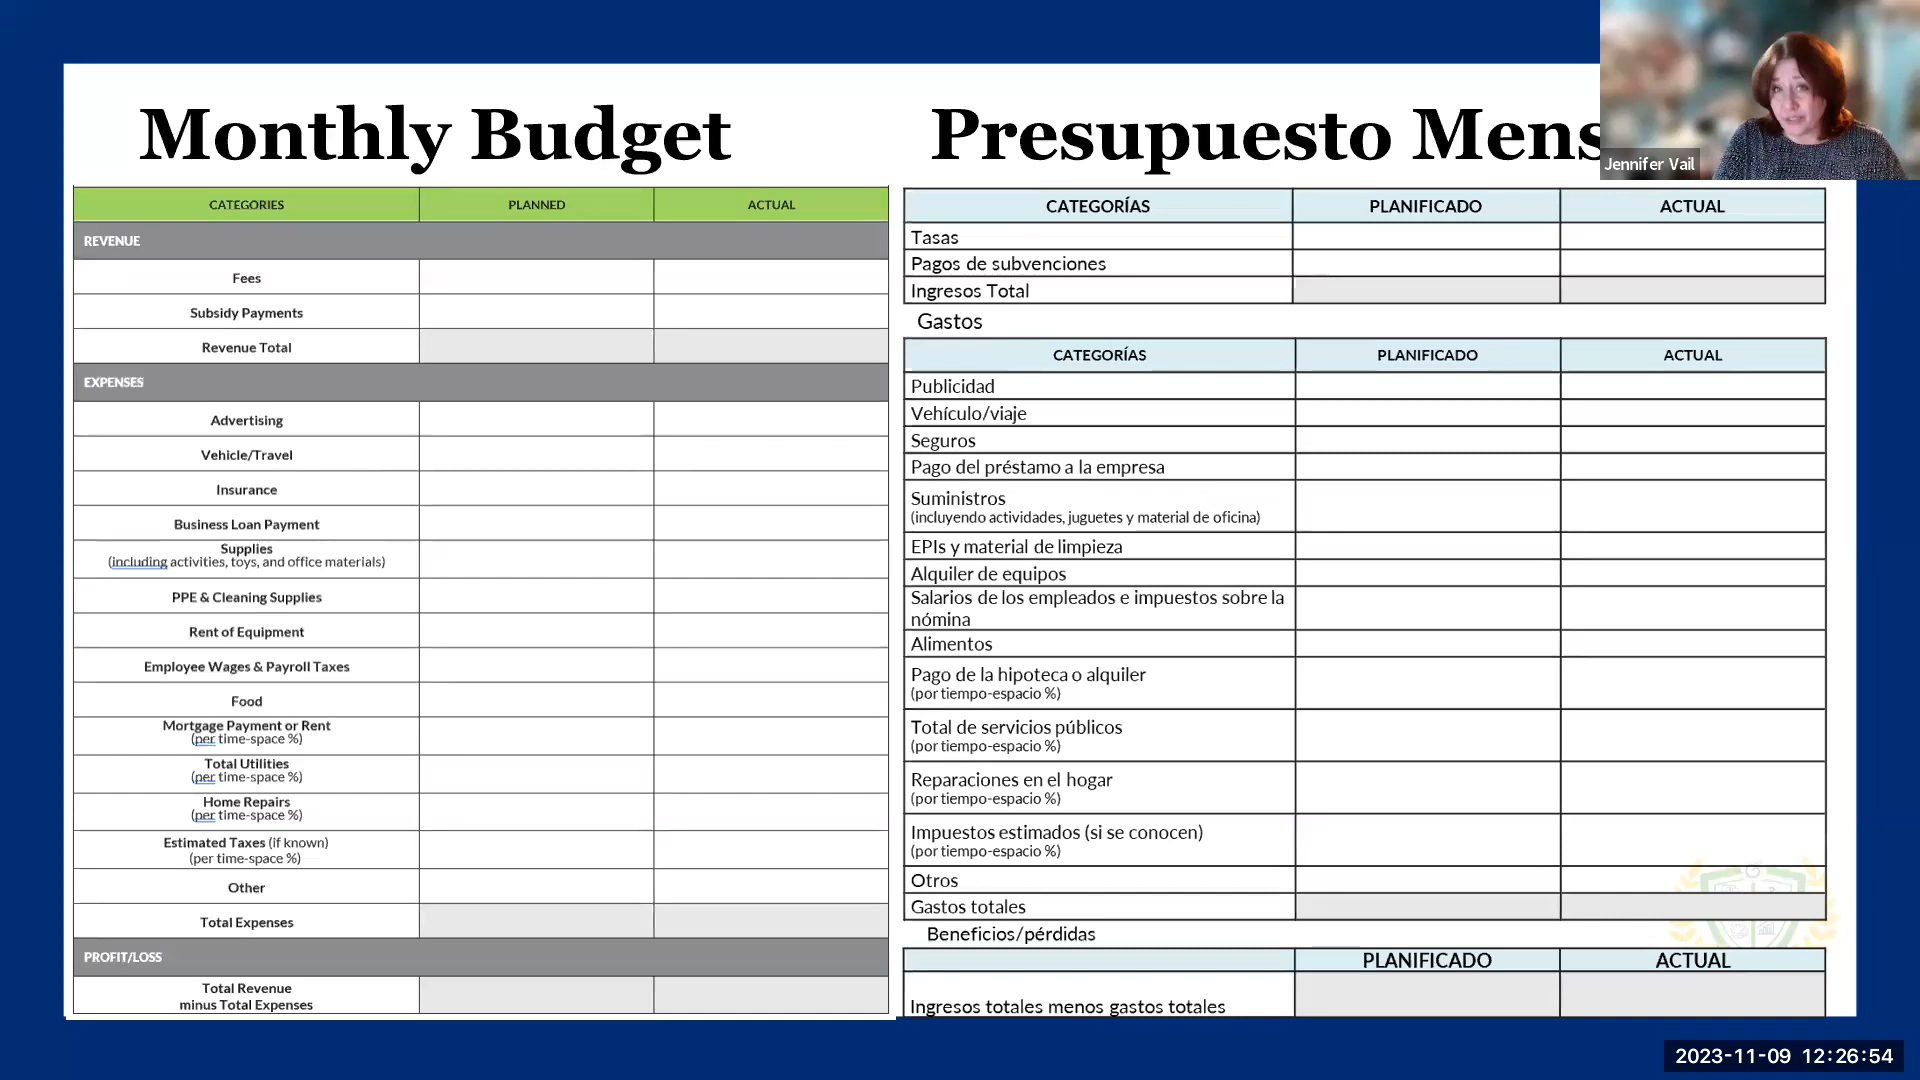 Monthly Budget
CATEGORIES PLANNED ACTUAL
REVENUE
Fees
Subsidy Payments
Revenue Total
EXPENSES
Advertising
Vehicle/Travel
Insurance
Business Loan Payment
Supplies
(including activities, toys, and office materials)
PPE & Cleaning Supplies
Rent of Equipment
Employee Wages & Payroll Taxes
Food
Mortgage Payment or Rent
(per time-space %)
Total Utilities
(per time-space %)
Home Repairs
(per time-space %)
Estimated Taxes (if known)
(per time-space %)
Other
Total Expenses
PROFIT/LOSS
Total Revenue
minus Total Expenses
Presupuesto Mens
CATEGORÍAS PLANIFICADO ACTUAL
Tasas
Pagos de subvenciones
Ingresos Total
Gastos
CATEGORÍAS PLANIFICADO ACTUAL
Publicidad
Vehículo/viaje
Seguros
Pago del préstamo a la empresa
Suministros
(incluyendo actividades, juguetes y material de oficina)
EPIs y material de limpieza
Alquiler de equipos
Salarios de los empleados e impuestos sobre la
nómina
Alimentos
Pago de la hipoteca o alquiler
(por tiempo-espacio %)
Total de servicios públicos
(por tiempo-espacio %)
Reparaciones en el hogar
(por tiempo-espacio %)
Impuestos estimados (si se conocen)
(por tiempo-espacio %)
Otros
Gastos totales
Beneficios/pérdidas
PLANIFICADO ACTUAL
Ingresos totales menos gastos totales
Jennifer Vail
2023-11-09 12:26:54